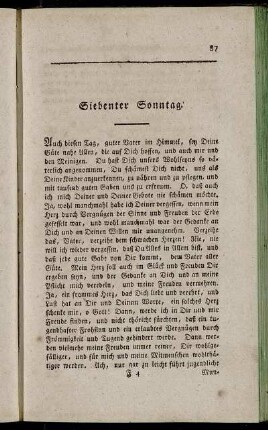 87
Siebenter Sonntag.
Auch diesen Tag, guter Vater im Himmel, sey Deine
Güte nahe Allen, die auf Dich hoffen, und auch mir und
den Meinigen. Du hast Dich unsers Wohlseyns so vä-
terlich angenommen, Du schämest Dich nicht, uns als
Deine Kinder anzuerkennen, zu nähren und zu pflegen, und
mit tausend guten Gaben uns zu erfreuen. O, daß auch
ich mich Deiner und Deiner Gebote nie schämen möchte.
Ja, wohl manchmahl habe ich Deiner vergessen, wenn mein
Herz durch Vergnügen der Sinne und Freuden der Erde
gefesselt war, und wohl manchmahl war der Gedanke an
Dich und an Deinen Willen mir unangenehm. Verzeihe
das, Vater, verzeihe dem schwachen Herzen! Nie, nie
will ich wieder vergessen, daß Du Allen lieb bist, und
daß jede gute Gabe von Dir kommt, dem Vater aller
Güte. Mein Herz soll auch im Glück und Freuden Dir
ergeben seyn, und der Gedanke an Dich und an meine
Pflicht mich veredeln, und meine Freuden vermehren.
Ja, ein frommes Herz, das Dich liebt und verehrt, und
Lust hat an Dir und Deinem Worte, ein solches Herz
schenke mir, o Gott! Dann, werde ich in Dir und in
Freude finden, und nicht thöricht fürchten, daß ein tu-
gendhafter Frohsinn und ein erlaubtes Vergnügen durch
Frömmigkeit und Tugend gehindert würde. Dann wer-
den vielmehr meine Freuden immer reiner, Dir wohlge-
fälliger, und für mich und meine Mitmenschen wohlthä-
tiger werden. Ach, nur gar zu leicht führt jugendliche
F 4
Mun-